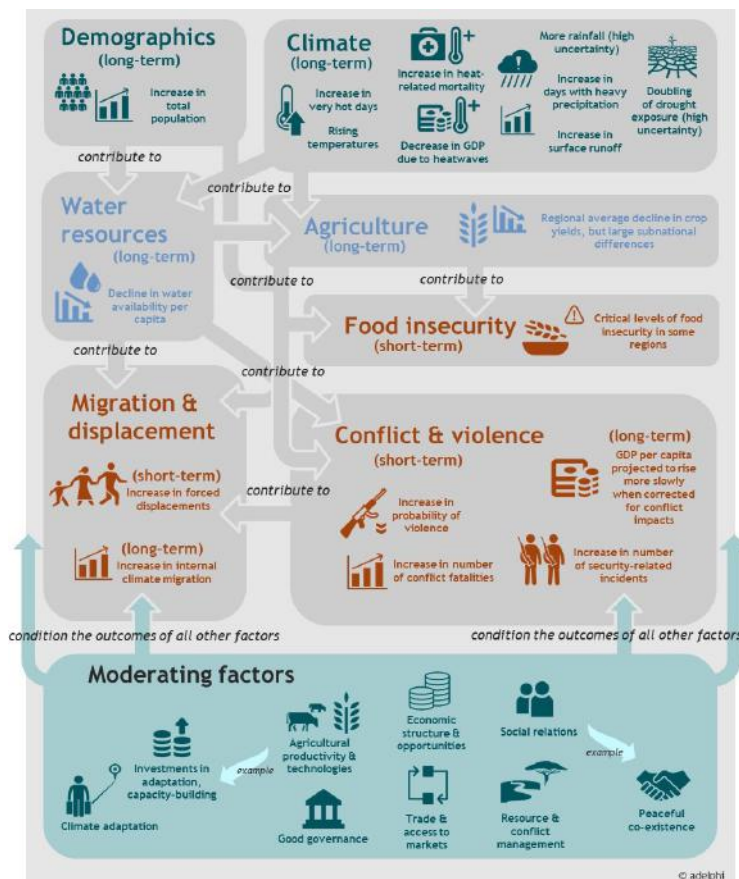 Demographics
(long-term)
Increase in
total
population
Climate
(long-term)
Increase in
very hot days
Rising
temperatures
Increase in heat-
related mortality
Decrease in GDP
due to heatwaves
More rainfall (high
uncertainty)
Increase in
days with heavy
precipitation
Increase in
surface runoff
Doubling
of drought
exposure (high
uncertainty)
contribute to
contribute to
Water
resources
(long-term)
Decline in water
availability per
capita
Agriculture
(long-term)
Regional average decline in crop
yields, but large subnational
differences
contribute to
contribute to
Food insecurity
(short-term)
Critical levels of food
insecurity in some
regions
contribute to
contribute to
Migration &
displacement
(short-term)
Increase in forced
displacements
(long-term)
Increase in internal
climate migration
contribute to
Conflict & violence
(short-term)
Increase in
probability of
violence
Increase in number
of conflict fatalities
(long-term)
GDP per capita
projected to rise
more slowly
when corrected
for conflict
impacts
Increase in number
of security-related
incidents
condition the outcomes of all other factors
condition the outcomes of all other factors
Moderating factors
Climate adaptation
Investments in
adaptation,
capacity-building
example
Agricultural
productivity &
technologies
Good governance
Economic
structure &
opportunities
Trade &
access to
markets
Social relations
example
Resource &
conflict
management
Peaceful
co-existence
© adelphi